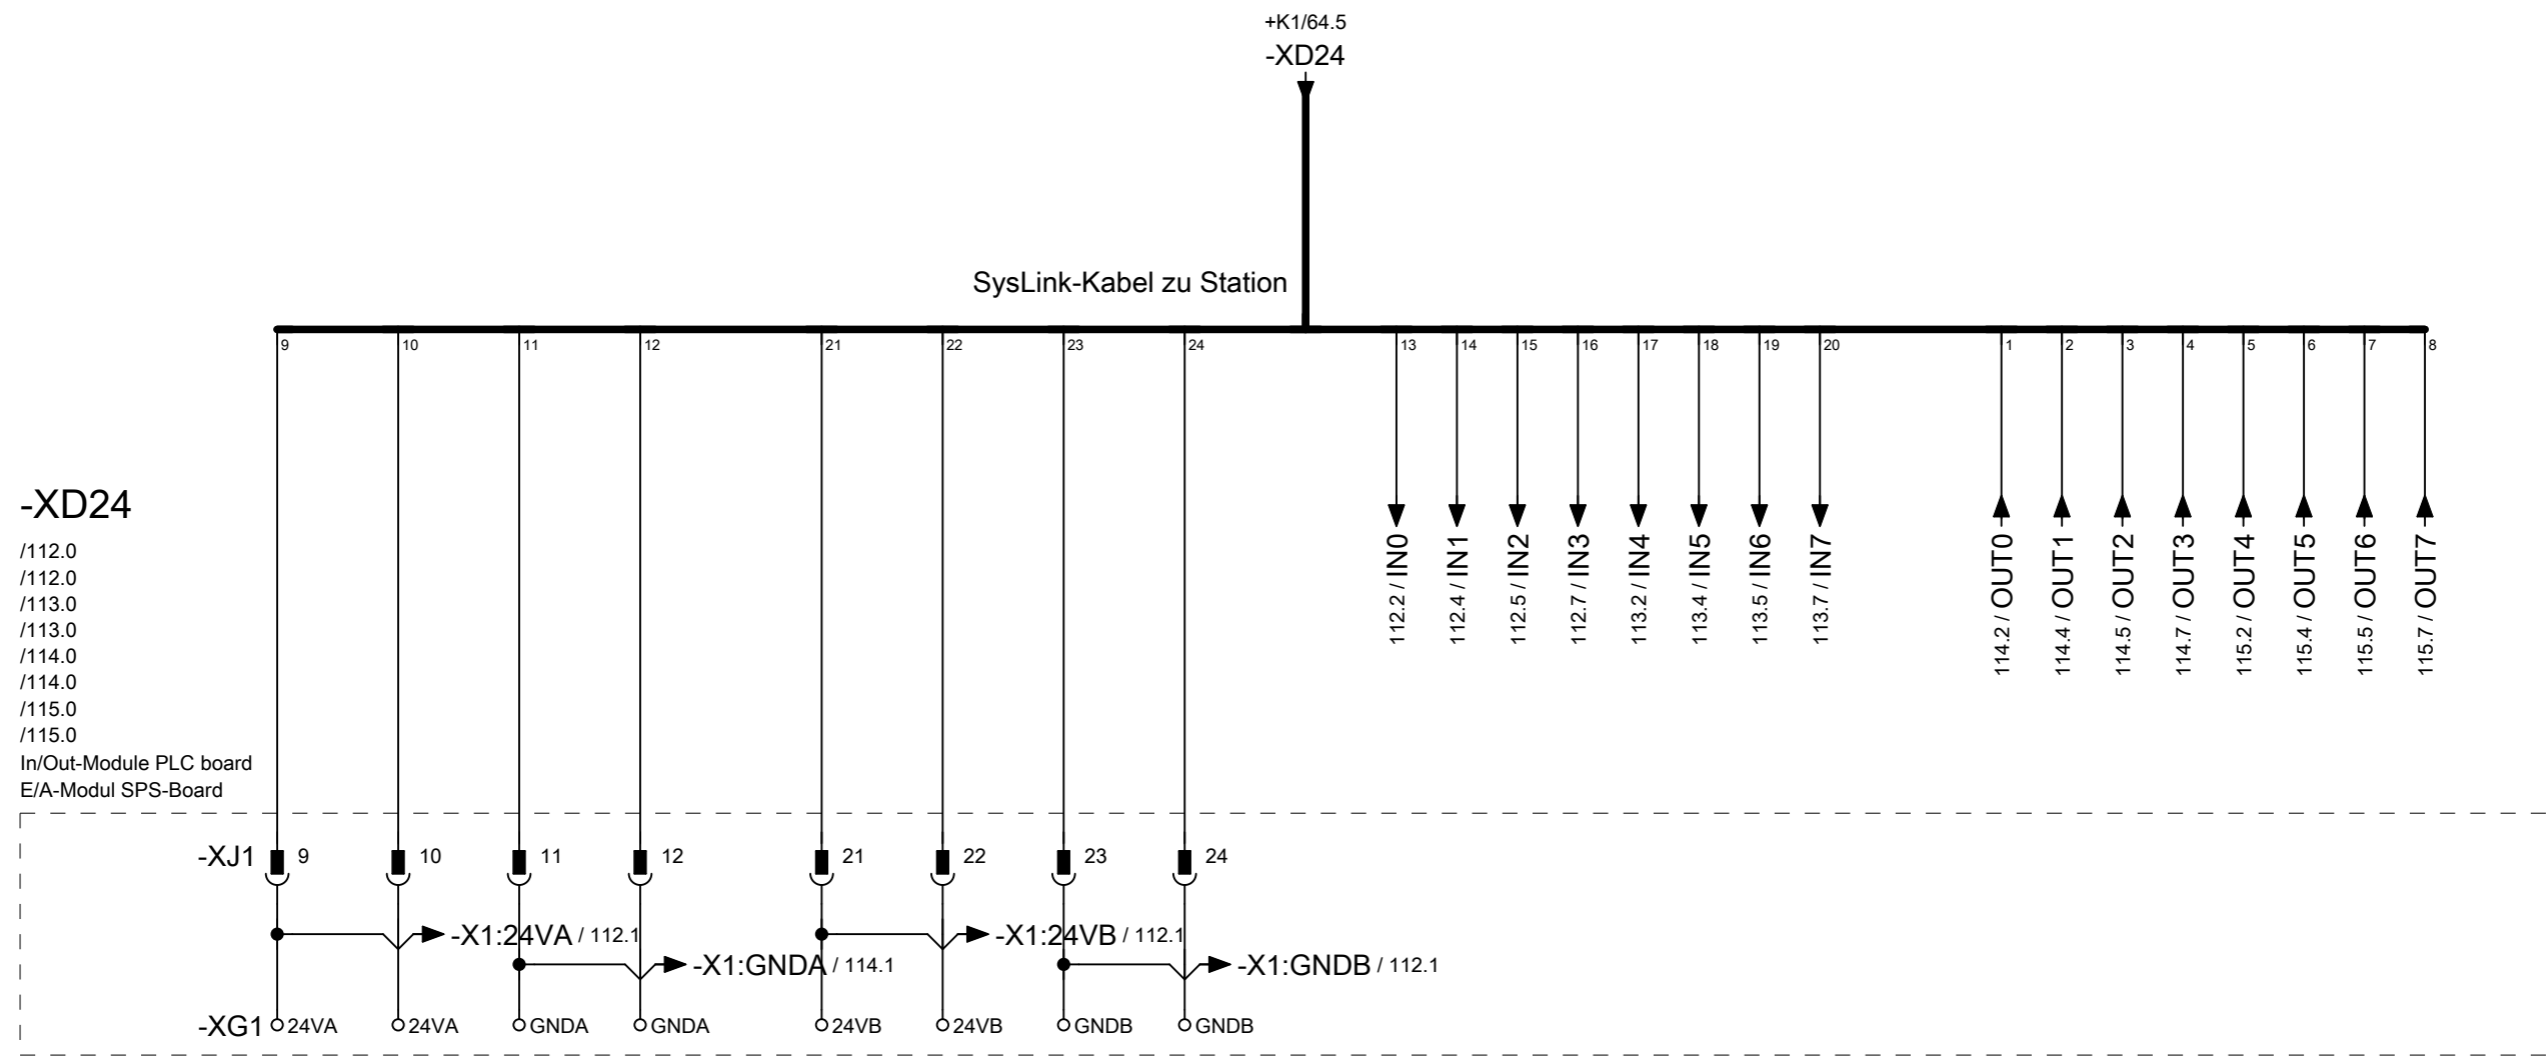 +K1/64.5
-XD24
SysLink-Kabel zu Station
9 10 11 12 21 22 23 24 13 14 15 16 17 18 19 20 1 2 3 4 5 6 7 8
-XD24
/112.0
/112.0
/113.0
/113.0
/114.0
/114.0
/115.0
/115.0
In/Out-Module PLC board
E/A-Modul SPS-Board
112.2 / IN0
112.4 / IN1
112.5 / IN2
112.7 / IN3
113.2 / IN4
113.4 / IN5
113.5 / IN6
113.7 / IN7
114.2 / OUT0
114.4 / OUT1
114.5 / OUT2
114.7 / OUT3
115.2 / OUT4
115.4 / OUT5
115.5 / OUT6
115.7 / OUT7
-XJ1 9 10 11 12 21 22 23 24
-X1:24VA / 112.1 -X1:24VB / 112.1
-X1:GNDA / 114.1 -X1:GNDB / 112.1
-XG1 24VA 24VA GNDA GNDA 24VB 24VB GNDB GNDB